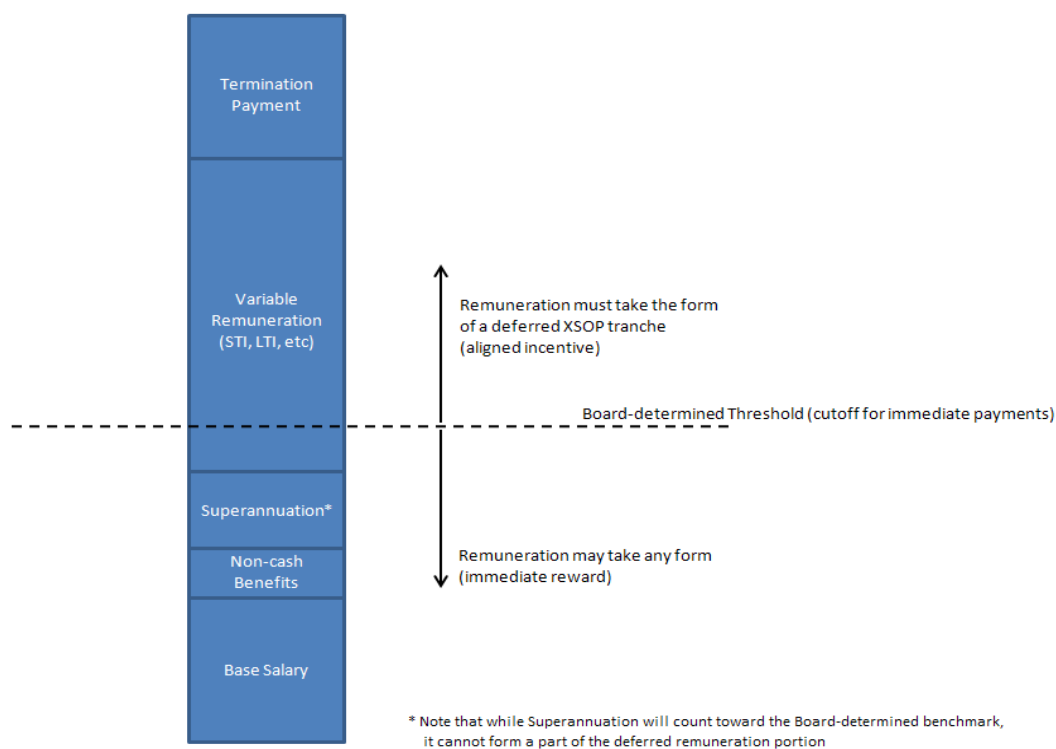 Termination
Payment
Variable
Remuneration
(STI, LTI, etc)
Remuneration must take the form
of a deferred XSOP tranche
(aligned incentive)
Board-determined Threshold (cutoff for immediate payments)
Superannuation*
Non-cash
Benefits
Remuneration may take any form
(immediate reward)
Base Salary
* Note that while Superannuation will count toward the Board-determined benchmark,
it cannot form a part of the deferred remuneration portion